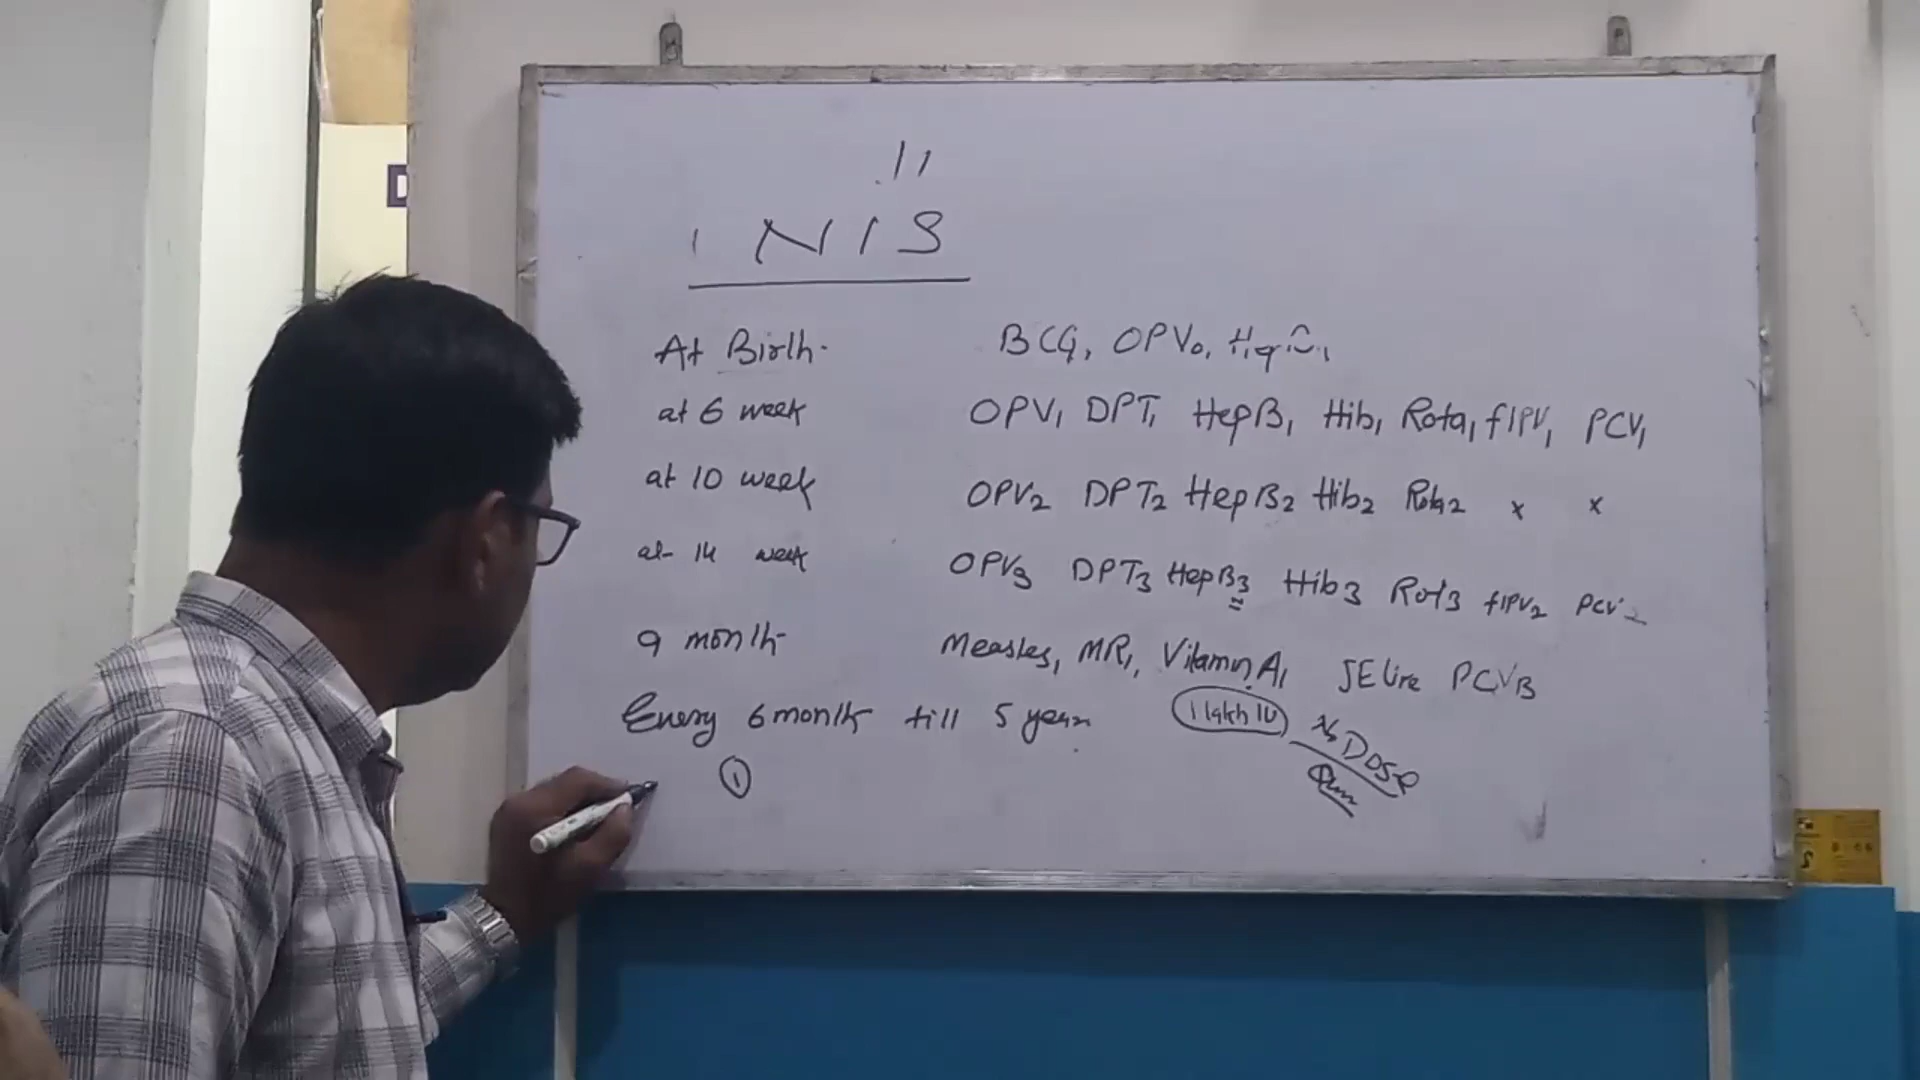 NIS
At Birth. BCG, OPV0,
at 6 week OPV1 DPT1 HepB1 Hib1 Rota1 fIPV1 PCV1
at 10 week OPV2 DPT2 HepB2 Hib2 Rota2 x x
at 14 week OPV3 DPT3 HepB3 Hib3 Rot3 fIPV2 PCV2
9 month Measles, MR1, Vitamin A1 JE live PCVB
Every 6 month till 5 year 1 lakh IU
DOSE
1
D